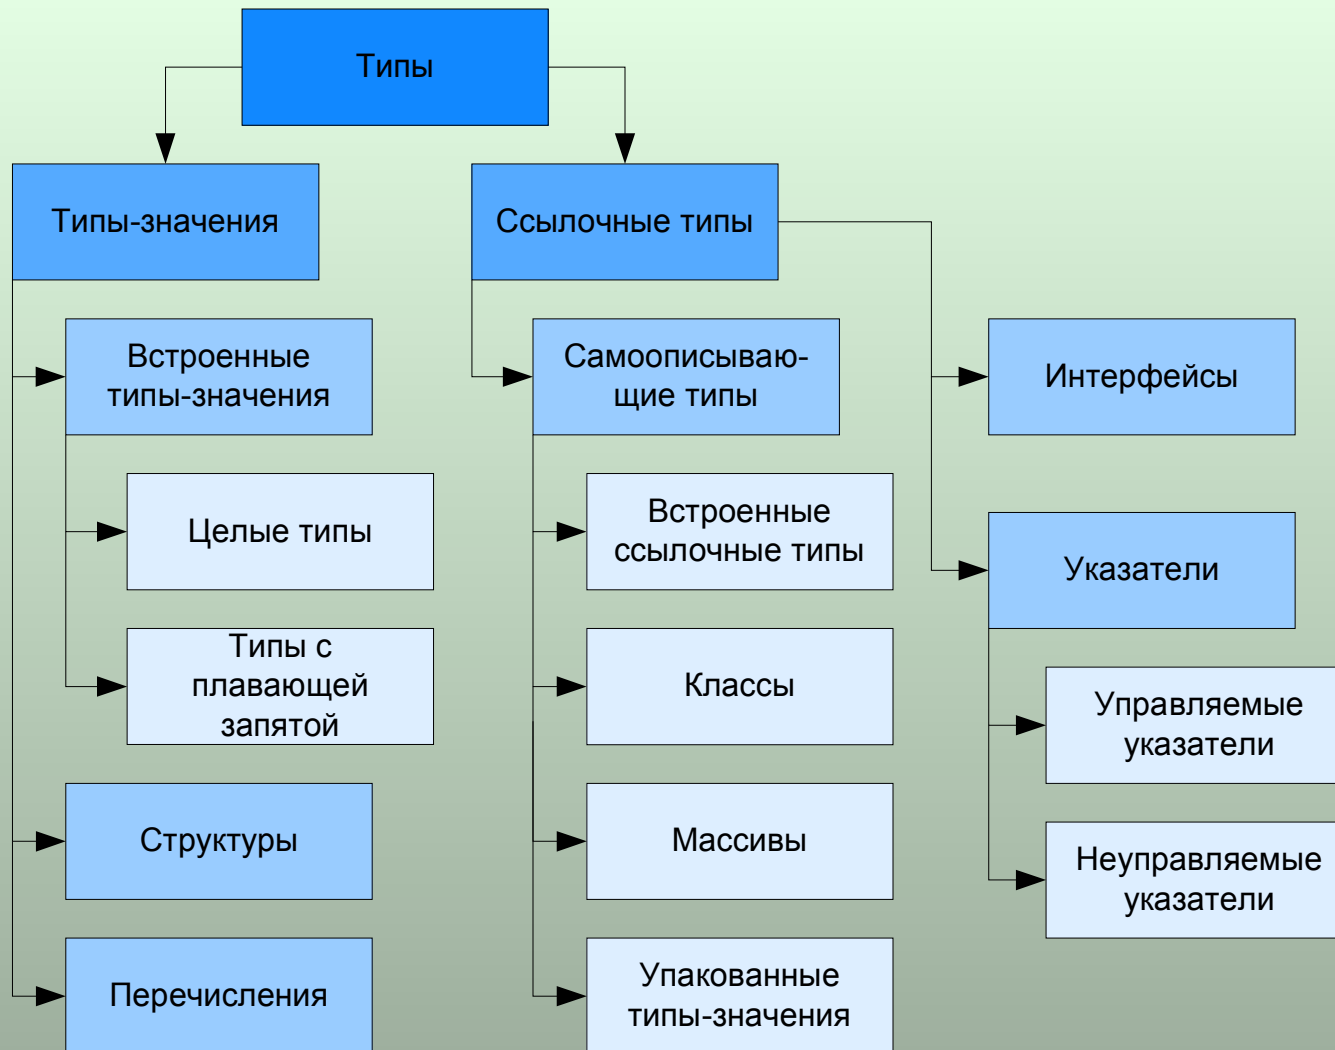 Типы
Типы-значения
Ссылочные типы
Встроенные
типы-значения
Самоописываю-
щие типы
Интерфейсы
Целые типы
Встроенные
ссылочные типы
Указатели
Типы с
плавающей
запятой
Классы
Управляемые
указатели
Структуры
Массивы
Неуправляемые
указатели
Перечисления
Упакованные
типы-значения